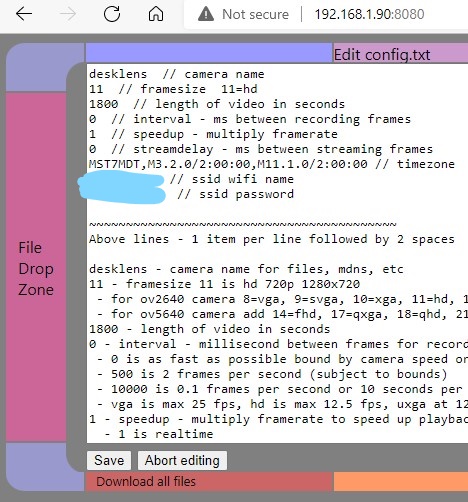 Not secure | 192.168.1.90:8080
Edit config.txt
desklens // camera name
11 // framesize 11=hd
1800 // length of video in seconds
0 // interval - ms between recording frames
1 // speedup - multiply framerate
0 // streamdelay - ms between streaming frames
MST7MDT,M3.2.0/2:00:00,M11.1.0/2:00:00 // timezone
// ssid wifi name
// ssid password
~~~~~~~~~~~~~~~~~~~~~~~~~~~~~~~~~~~~~~~~~
Above lines - 1 item per line followed by 2 spaces
desklens - camera name for files, mdns, etc
11 - framesize 11 is hd 720p 1280x720
- for ov2640 camera 8=vga, 9=svga, 10=xga, 11=hd, 1
- for ov5640 camera add 14=fhd, 17=qxga, 18=qhd, 21
1800 - length of video in seconds
0 - interval - millisecond between frames for record
- 0 is as fast as possible bound by camera speed or
- 500 is 2 frames per second (subject to bounds)
- 10000 is 0.1 frames per second or 10 seconds per
- vga is max 25 fps, hd is max 12.5 fps, uxga at 12
1 - speedup - multiply framerate to speed up playbac
- 1 is realtime
File
Drop
Zone
Save
Abort editing
Download all files